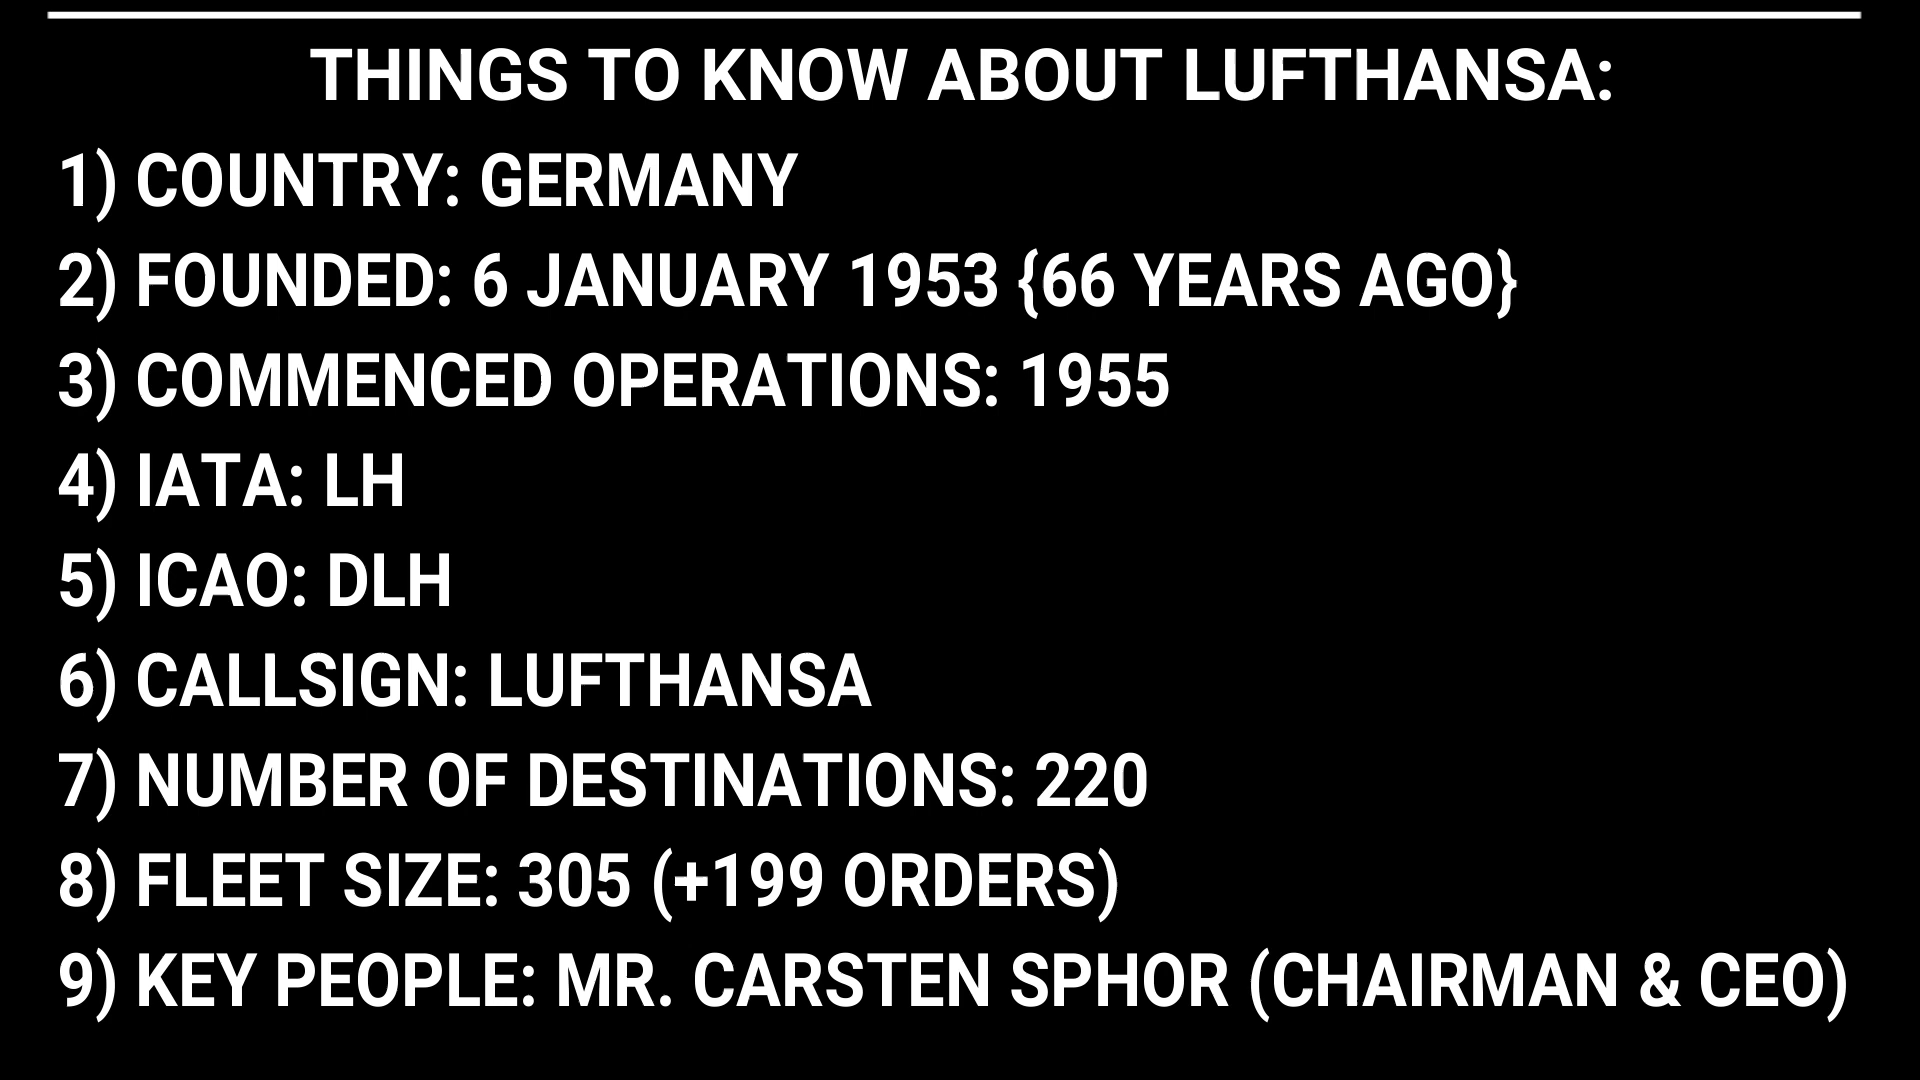 THINGS TO KNOW ABOUT LUFTHANSA:
1) COUNTRY: GERMANY
2) FOUNDED: 6 JANUARY 1953 {66 YEARS AGO}
3) COMMENCED OPERATIONS: 1955
4) IATA: LH
5) ICAO: DLH
6) CALLSIGN: LUFTHANSA
7) NUMBER OF DESTINATIONS: 220
8) FLEET SIZE: 305 (+199 ORDERS)
9) KEY PEOPLE: MR. CARSTEN SPHOR (CHAIRMAN & CEO)